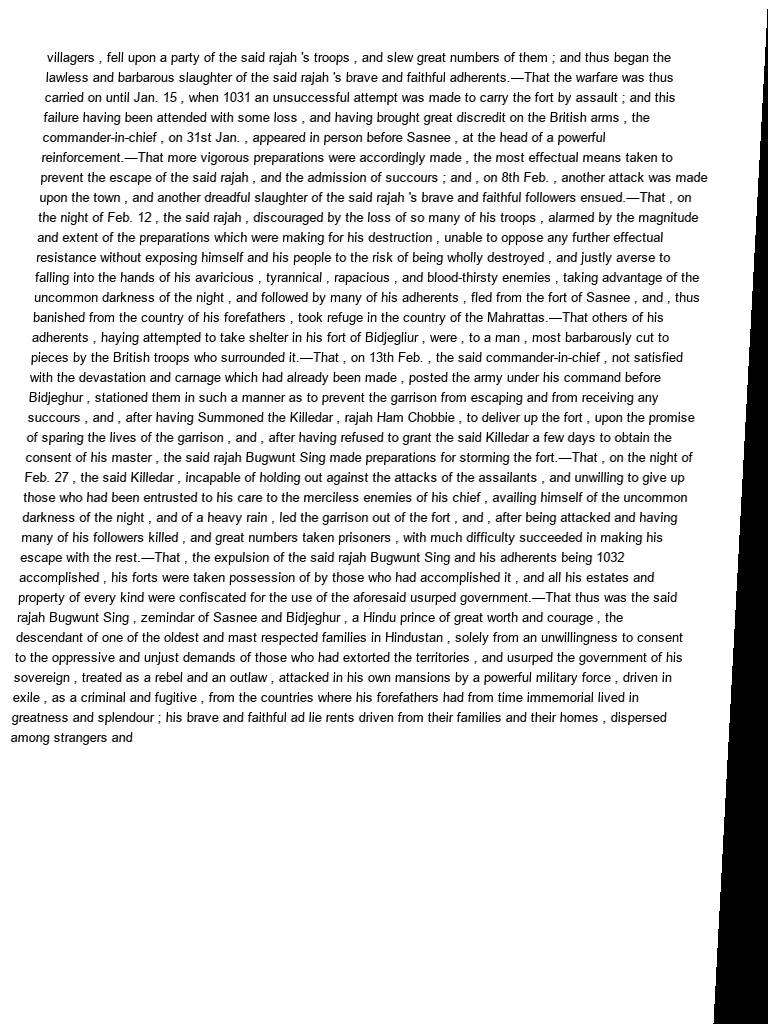 villagers , fell upon a party of the said rajah 's troops , and slew great numbers of them ; and thus began the
lawless and barbarous slaughter of the said rajah 's brave and faithful adherents.—That the warfare was thus
carried on until Jan. 15 , when 1031 an unsuccessful attempt was made to carry the fort by assault ; and this
failure having been attended with some loss , and having brought great discredit on the British arms , the
commander-in-chief , on 31st Jan. , appeared in person before Sasnee , at the head of a powerful
reinforcement.—That more vigorous preparations were accordingly made , the most effectual means taken to
prevent the escape of the said rajah , and the admission of succours ; and , on 8th Feb. , another attack was made
upon the town , and another dreadful slaughter of the said rajah 's brave and faithful followers ensued.—That , on
the night of Feb. 12 , the said rajah , discouraged by the loss of so many of his troops , alarmed by the magnitude
and extent of the preparations which were making for his destruction , unable to oppose any further effectual
resistance without exposing himself and his people to the risk of being wholly destroyed , and justly averse to
falling into the hands of his avaricious , tyrannical , rapacious , and blood-thirsty enemies , taking advantage of the
uncommon darkness of the night , and followed by many of his adherents , fled from the fort of Sasnee , and , thus
banished from the country of his forefathers , took refuge in the country of the Mahrattas.—That others of his
adherents , haying attempted to take shelter in his fort of Bidjegliur , were , to a man , most barbarously cut to
pieces by the British troops who surrounded it.—That , on 13th Feb. , the said commander-in-chief , not satisfied
with the devastation and carnage which had already been made , posted the army under his command before
Bidjeghur , stationed them in such a manner as to prevent the garrison from escaping and from receiving any
succours , and , after having Summoned the Killedar , rajah Ham Chobbie , to deliver up the fort , upon the promise
of sparing the lives of the garrison , and , after having refused to grant the said Killedar a few days to obtain the
consent of his master , the said rajah Bugwunt Sing made preparations for storming the fort.—That , on the night of
Feb. 27 , the said Killedar , incapable of holding out against the attacks of the assailants , and unwilling to give up
those who had been entrusted to his care to the merciless enemies of his chief , availing himself of the uncommon
darkness of the night , and of a heavy rain , led the garrison out of the fort , and , after being attacked and having
many of his followers killed , and great numbers taken prisoners , with much difficulty succeeded in making his
escape with the rest.—That , the expulsion of the said rajah Bugwunt Sing and his adherents being 1032
accomplished , his forts were taken possession of by those who had accomplished it , and all his estates and
property of every kind were confiscated for the use of the aforesaid usurped government.—That thus was the said
rajah Bugwunt Sing , zemindar of Sasnee and Bidjeghur , a Hindu prince of great worth and courage , the
descendant of one of the oldest and mast respected families in Hindustan , solely from an unwillingness to consent
to the oppressive and unjust demands of those who had extorted the territories , and usurped the government of his
sovereign , treated as a rebel and an outlaw , attacked in his own mansions by a powerful military force , driven in
exile , as a criminal and fugitive , from the countries where his forefathers had from time immemorial lived in
greatness and splendour ; his brave and faithful ad lie rents driven from their families and their homes , dispersed
among strangers and